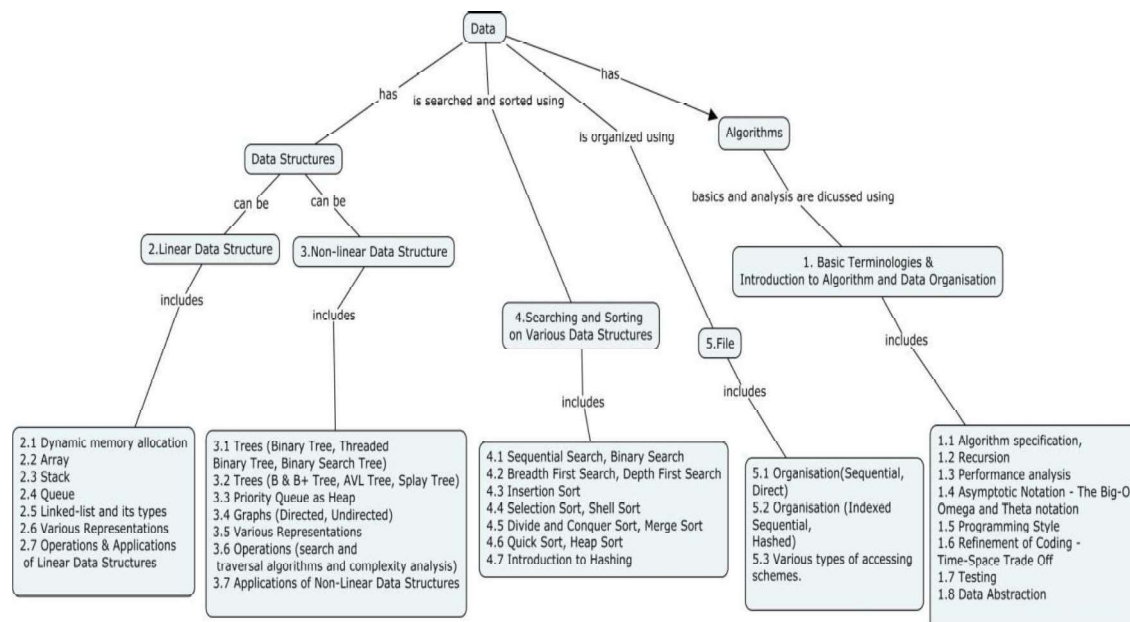 Data
has
is searched and sorted using
has
is organized using
Algorithms
Data Structures
can be
can be
basics and analysis are dicussed using
2.Linear Data Structure
3.Non-linear Data Structure
1. Basic Terminologies &
Introduction to Algorithm and Data Organisation
includes
includes
4.Searching and Sorting
on Various Data Structures
5.File
includes
includes
includes
2.1 Dynamic memory allocation
2.2 Array
2.3 Stack
2.4 Queue
2.5 Linked-list and its types
2.6 Various Representations
2.7 Operations & Applications
of Linear Data Structures
3.1 Trees (Binary Tree, Threaded
Binary Tree, Binary Search Tree)
3.2 Trees (B & B+ Tree, AVL Tree, Splay Tree)
3.3 Priority Queue as Heap
3.4 Graphs (Directed, Undirected)
3.5 Various Representations
3.6 Operations (search and
traversal algorithms and complexity analysis)
3.7 Applications of Non-Linear Data Structures
4.1 Sequential Search, Binary Search
4.2 Breadth First Search, Depth First Search
4.3 Insertion Sort
4.4 Selection Sort, Shell Sort
4.5 Divide and Conquer Sort, Merge Sort
4.6 Quick Sort, Heap Sort
4.7 Introduction to Hashing
5.1 Organisation(Sequential,
Direct)
5.2 Organisation (Indexed
Sequential,
Hashed)
5.3 Various types of accessing
schemes.
1.1 Algorithm specification,
1.2 Recursion
1.3 Performance analysis
1.4 Asymptotic Notation - The Big-O
Omega and Theta notation
1.5 Programming Style
1.6 Refinement of Coding -
Time-Space Trade Off
1.7 Testing
1.8 Data Abstraction